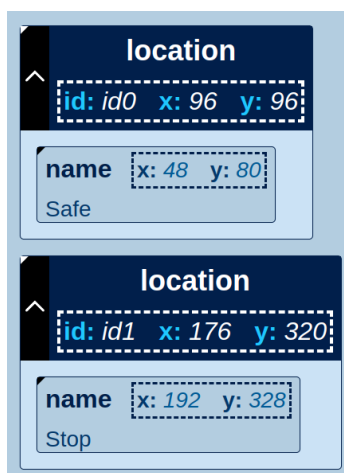 location
id: id0 x: 96 y: 96
name x: 48 y: 80
Safe
location
id: id1 x: 176 y: 320
name x: 192 y: 328
Stop